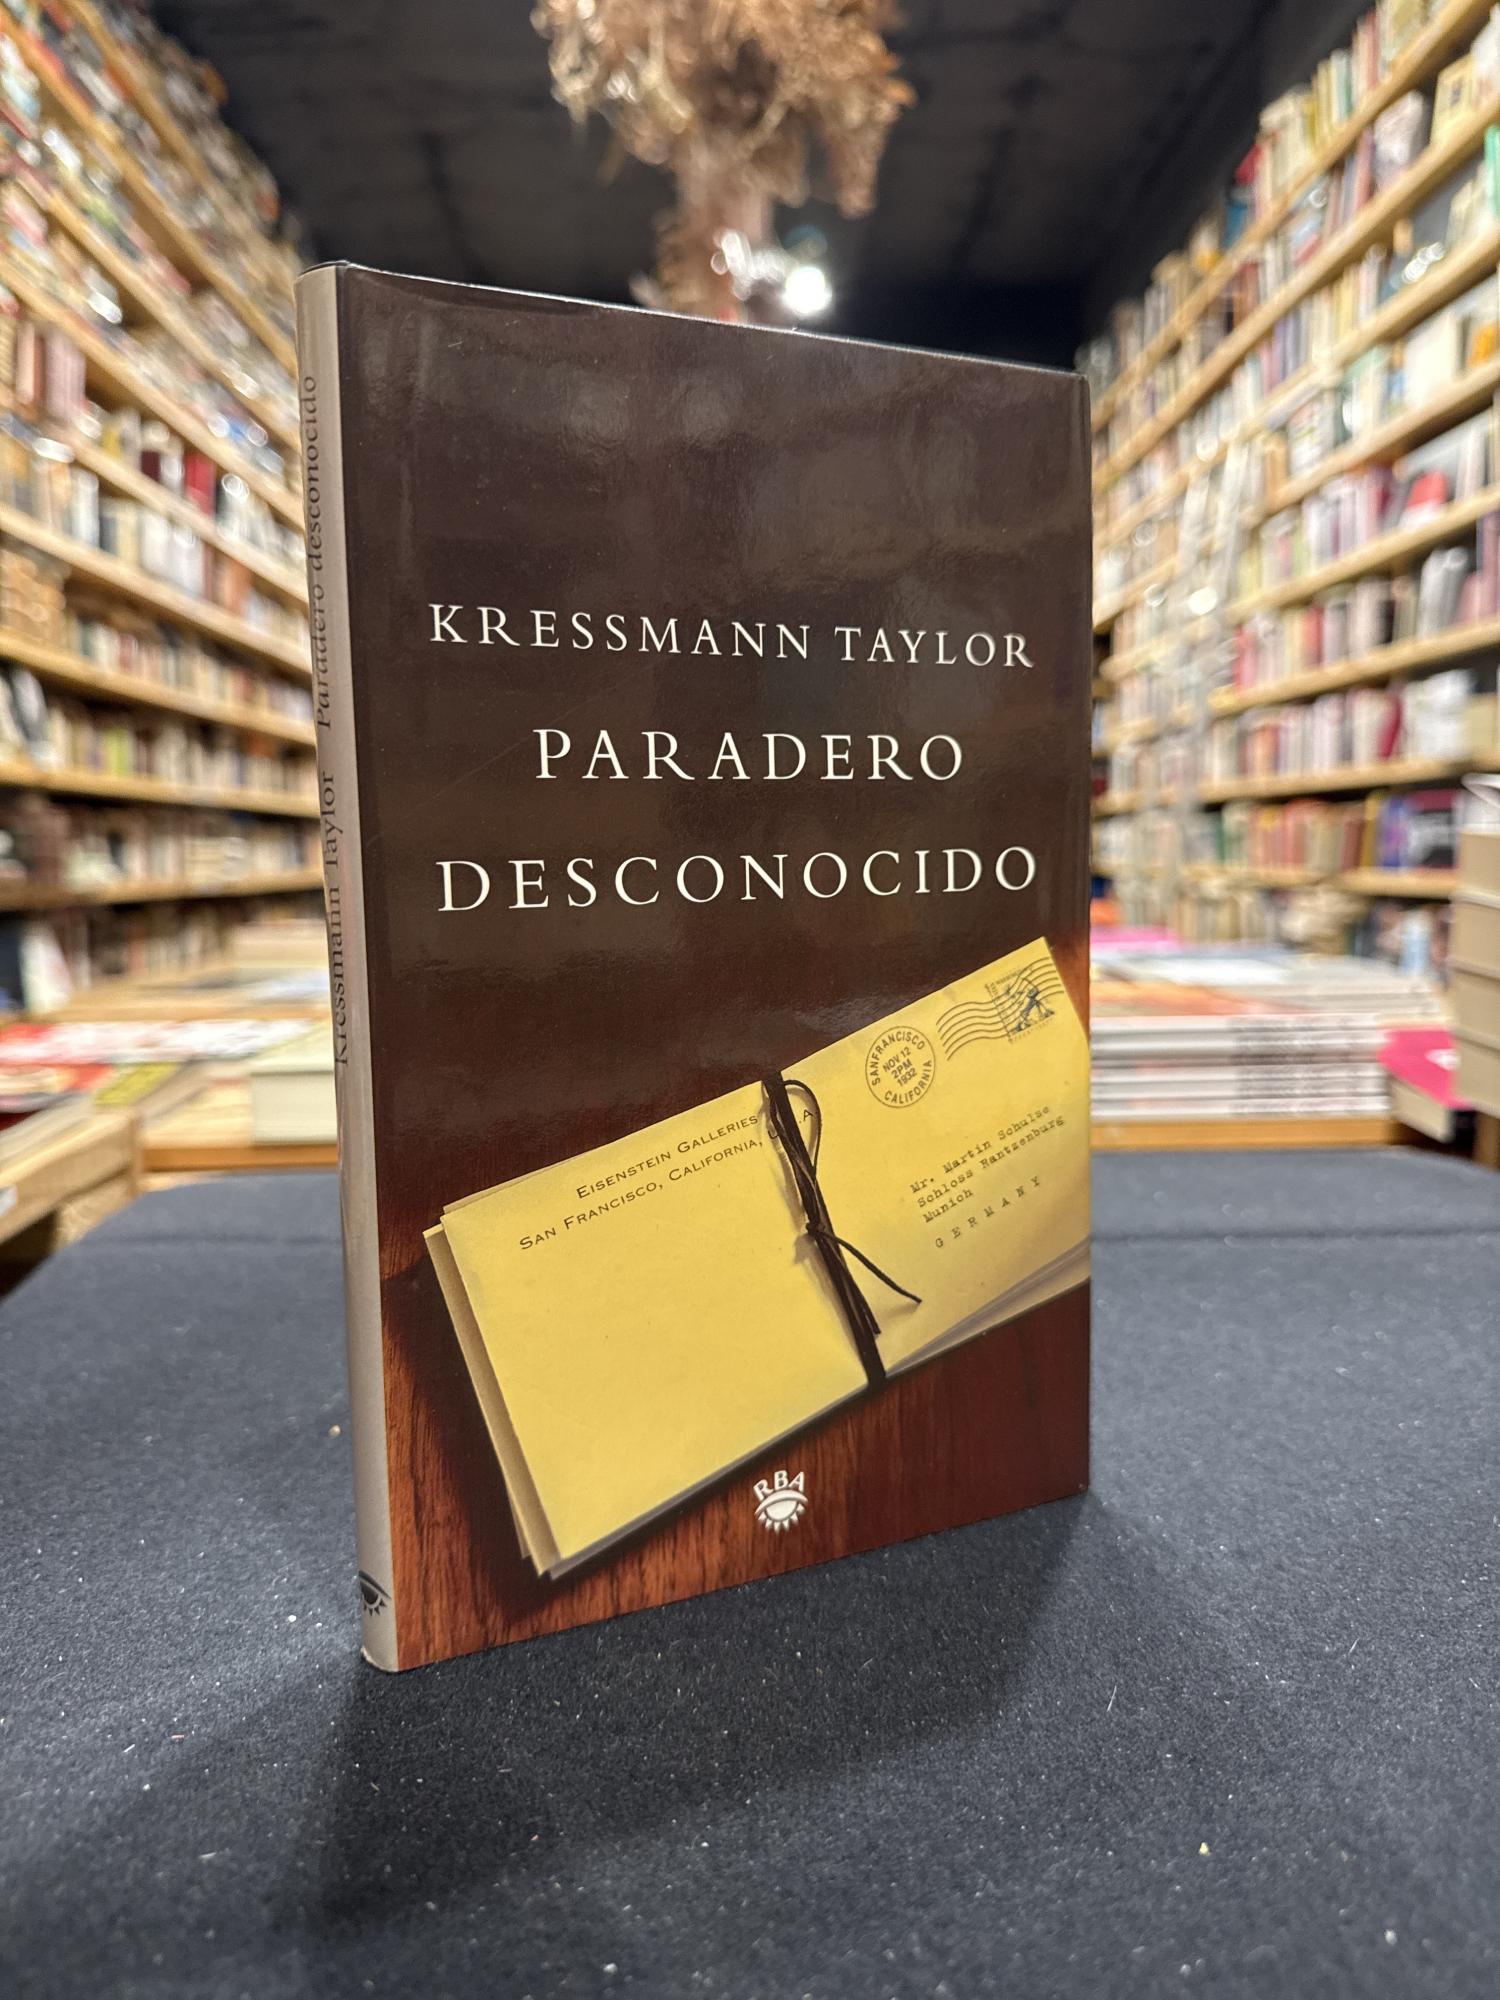 KRESSMANN TAYLOR
PARADERO
DESCONOCIDO
SAN FRANCISCO
NOV 12
2PM
1932
CALIFORNIA
EISENSTEIN GALLERIES
SAN FRANCISCO, CALIFORNIA, U.S.A.
Mr. Martin Schulse
Schloss Rantzenburg
Munich
GERMANY
RBA
Kressmann Taylor Paradero desconocido